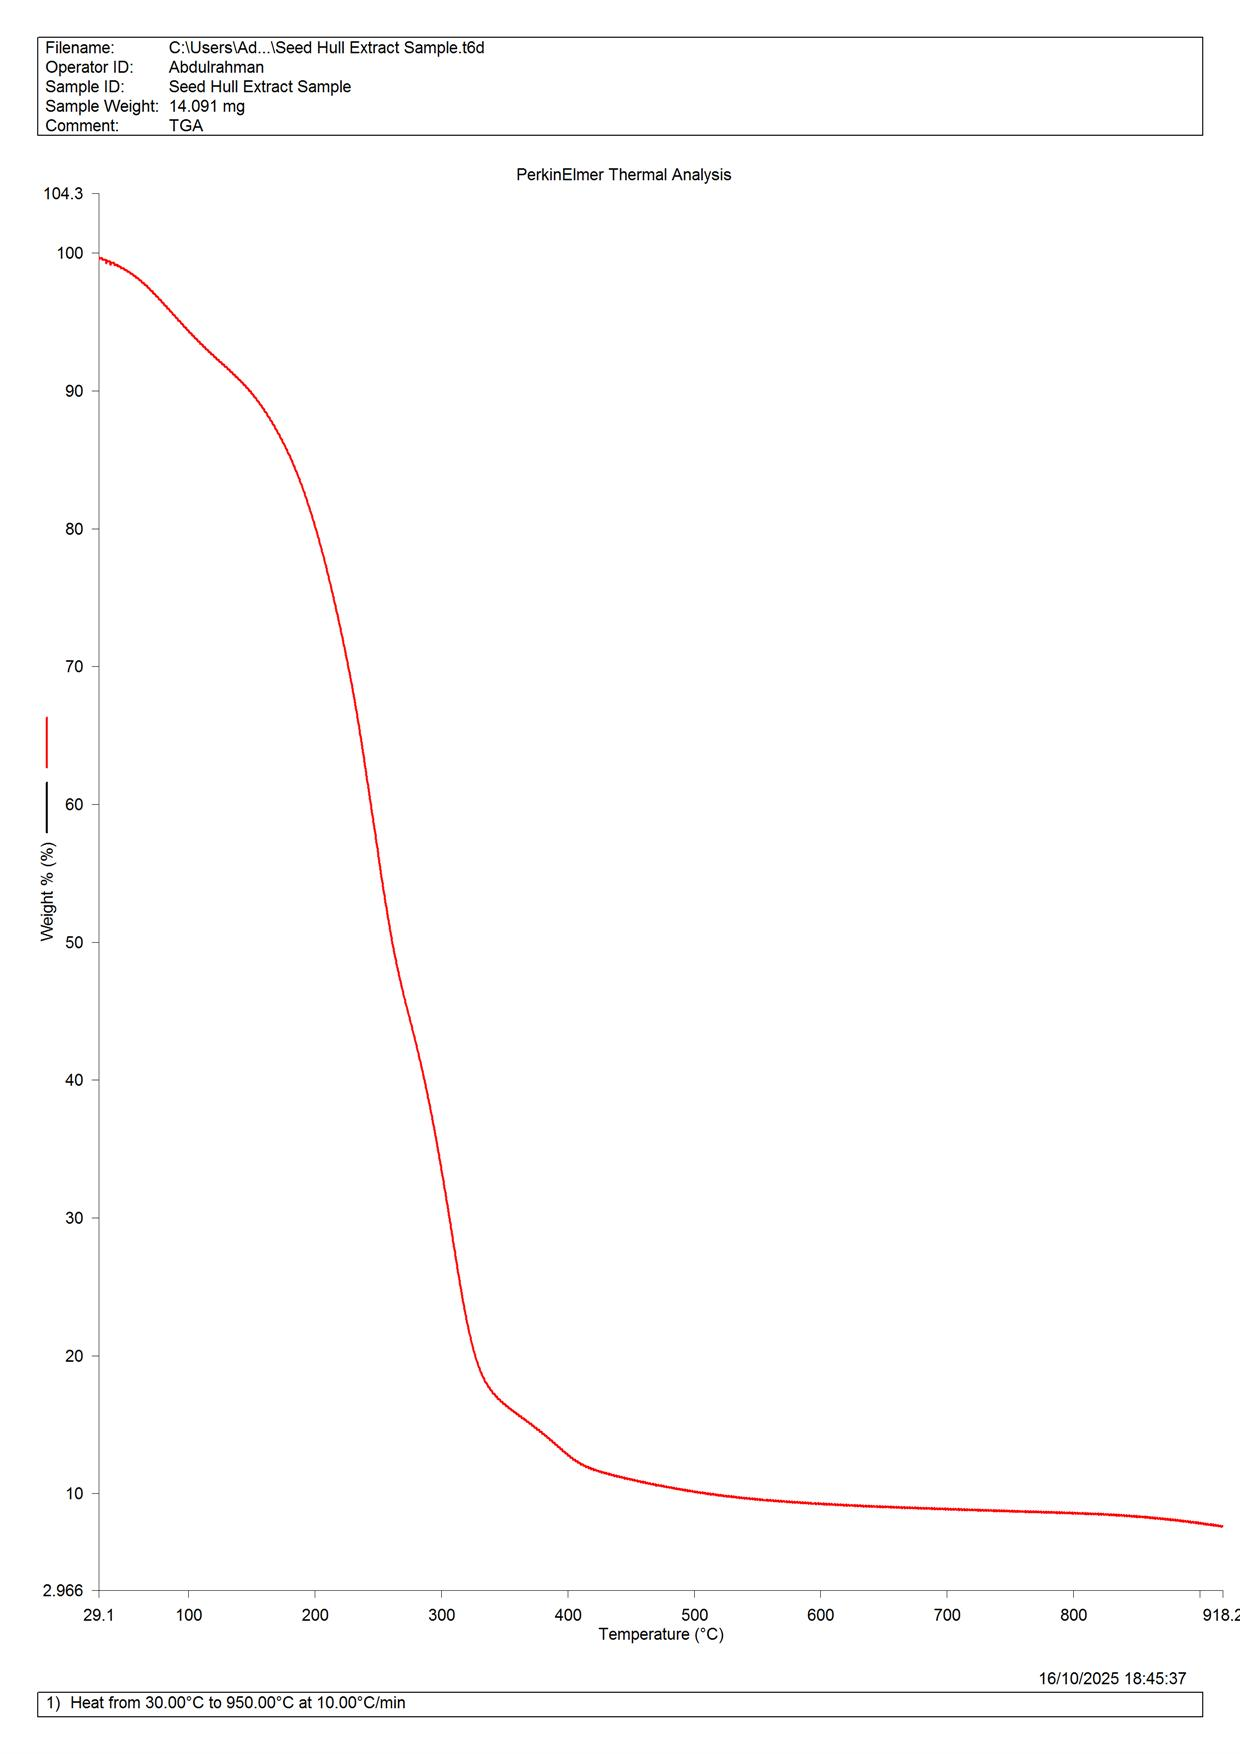 Filename: C:\Users\Ad...\Seed Hull Extract Sample.t6d
Operator ID: Abdulrahman
Sample ID: Seed Hull Extract Sample
Sample Weight: 14.091 mg
Comment: TGA
PerkinElmer Thermal Analysis
104.3
100
90
80
70
60
50
40
30
20
10
2.966
Weight % (%)
29.1 100 200 300 400 500 600 700 800 918.2
Temperature (°C)
16/10/2025 18:45:37
1) Heat from 30.00°C to 950.00°C at 10.00°C/min